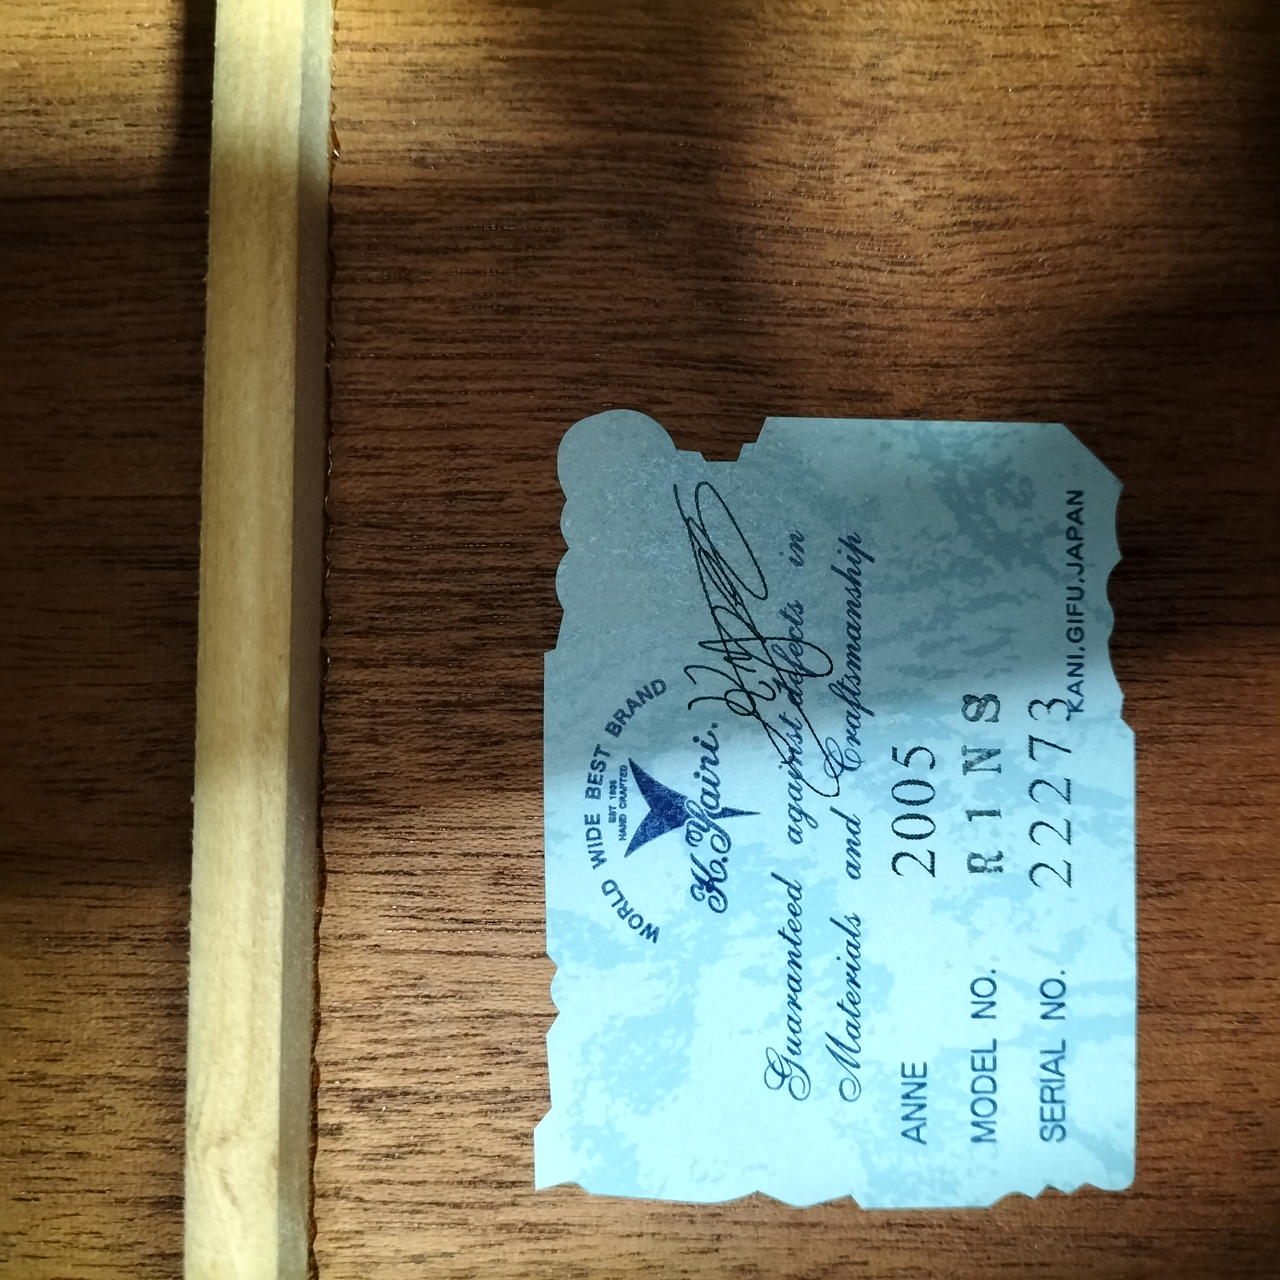 WORLD WIDE BEST BRAND
EST 1935
HAND CRAFTED
K.Yairi.
Guaranteed against defects in
Materials and Craftsmanship
ANNE 2005
MODEL NO. R1NS
SERIAL NO. 22273
KANI.GIFU.JAPAN